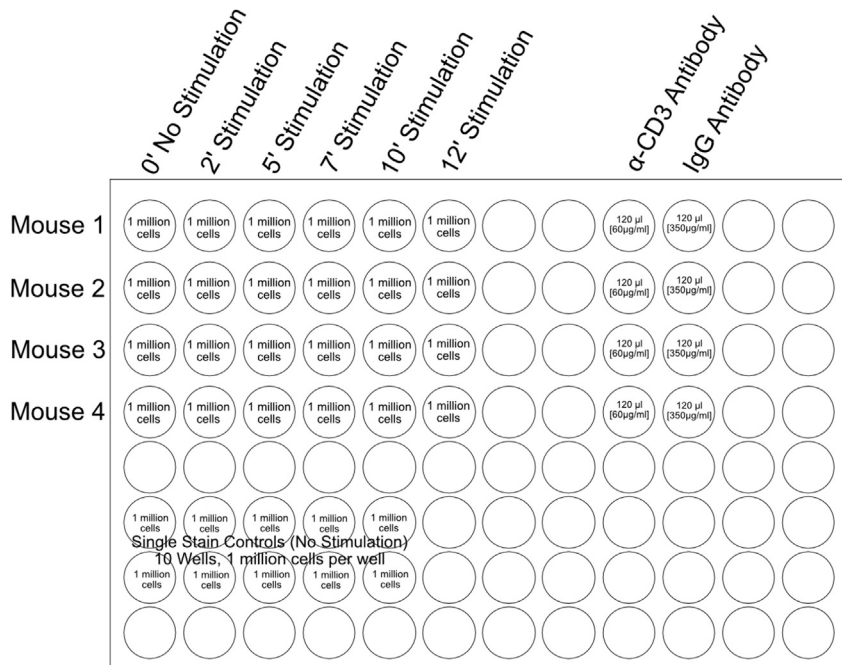 0' No Stimulation
2' Stimulation
5' Stimulation
7' Stimulation
10' Stimulation
12' Stimulation
α-CD3 Antibody
IgG Antibody
Mouse 1
1 million
cells
1 million
cells
1 million
cells
1 million
cells
1 million
cells
1 million
cells
120 µl
[60µg/ml]
120 µl
[350µg/ml]
Mouse 2
1 million
cells
1 million
cells
1 million
cells
1 million
cells
1 million
cells
1 million
cells
120 µl
[60µg/ml]
120 µl
[350µg/ml]
Mouse 3
1 million
cells
1 million
cells
1 million
cells
1 million
cells
1 million
cells
1 million
cells
120 µl
[60µg/ml]
120 µl
[350µg/ml]
Mouse 4
1 million
cells
1 million
cells
1 million
cells
1 million
cells
1 million
cells
1 million
cells
120 µl
[60µg/ml]
120 µl
[350µg/ml]
1 million
cells
1 million
cells
1 million
cells
1 million
cells
1 million
cells
Single Stain Controls (No Stimulation)
10 Wells, 1 million cells per well
1 million
cells
1 million
cells
1 million
cells
1 million
cells
1 million
cells